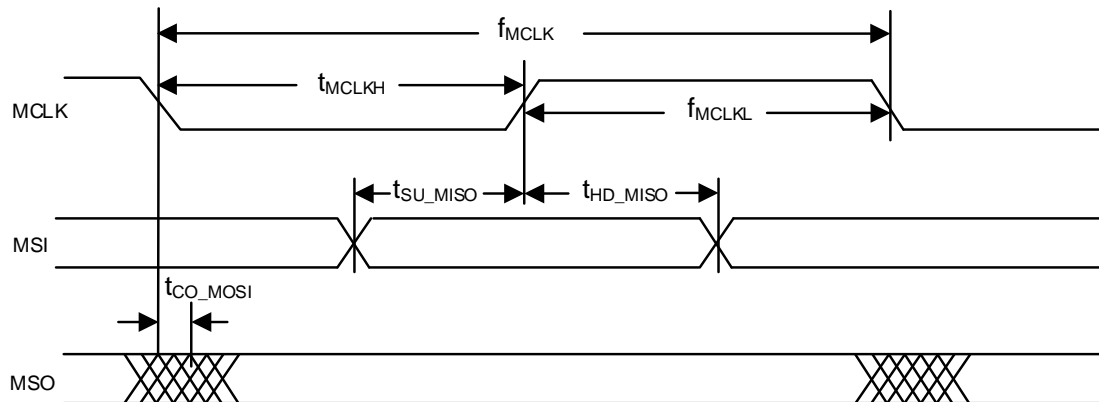 fMCLK
tMCLKH
MCLK
fMCLKL
tSU_MISO
tHD_MISO
MSI
tCO_MOSI
MSO